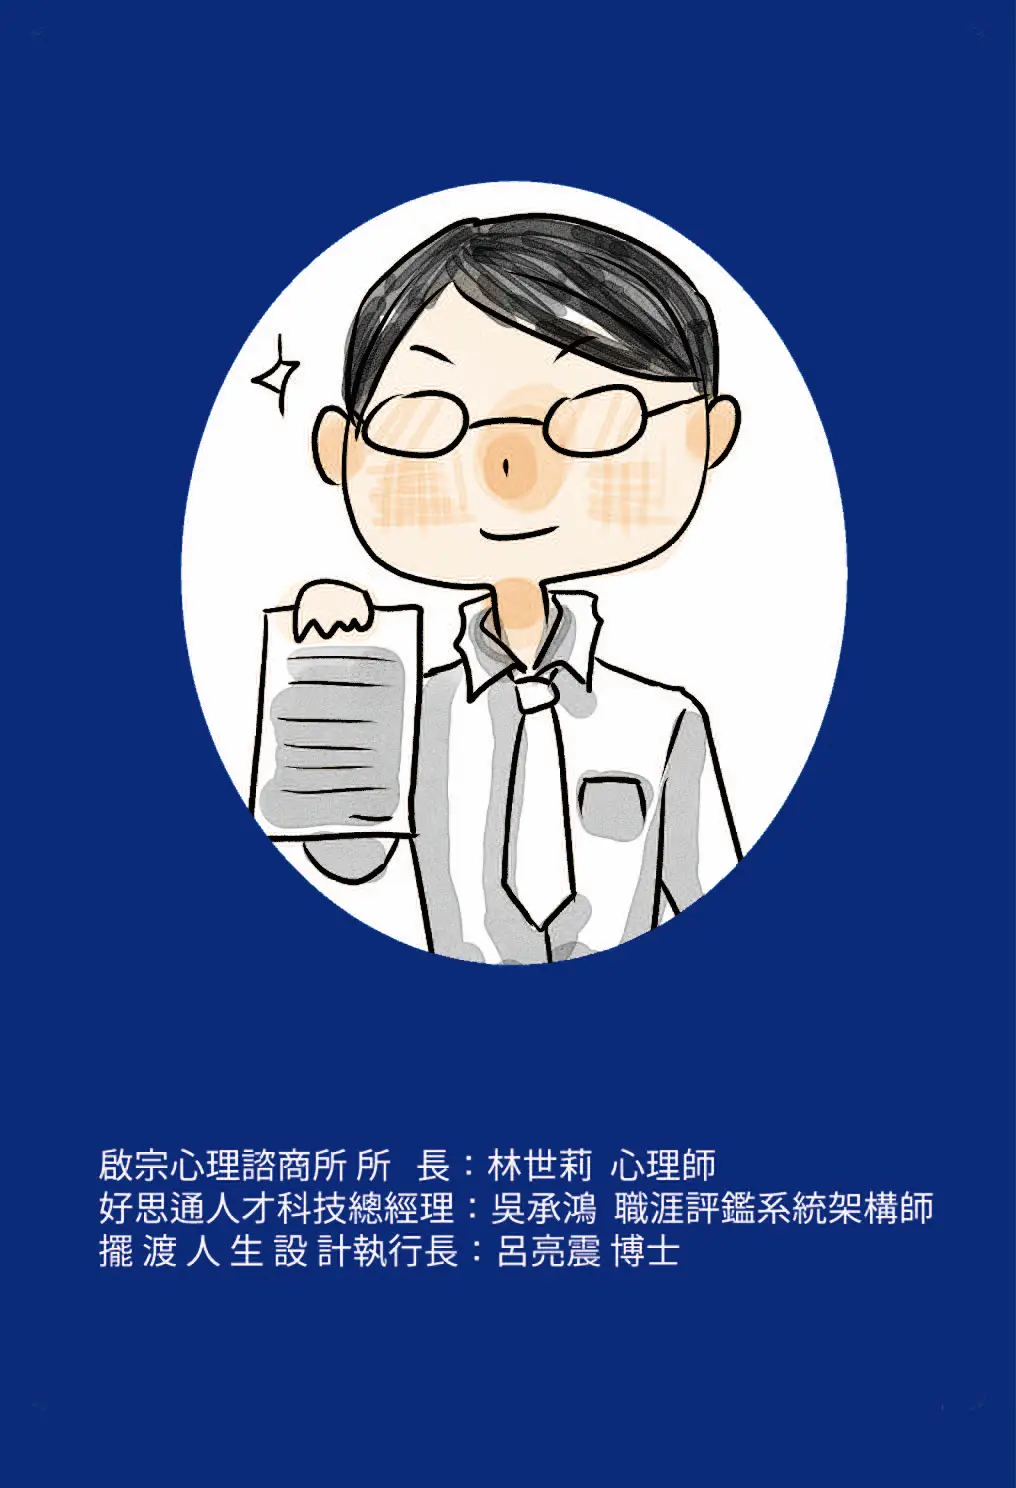 啟宗心理諮商所 所　長：林世莉 心理師
好思通人才科技總經理：吳承鴻 職涯評鑑系統架構師
擺 渡 人 生 設 計執行長：呂亮震 博士